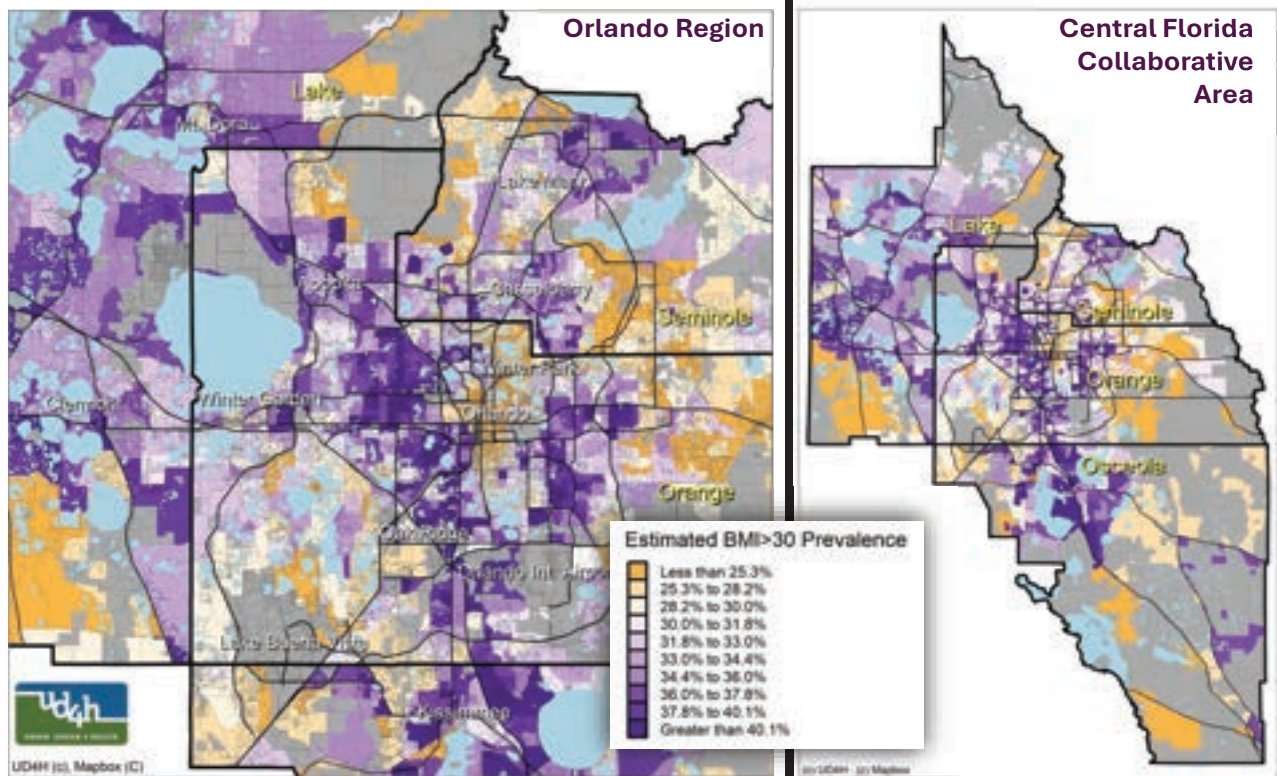 Orlando Region
Lake
Mt. Dora
Lake Mary
Apopka
Casselberry
Seminole
Winter Park
Clermont
Winter Garden
Orlando
Orange
Oakridge
Orlando Int. Airpor
Lake Buena Vista
Kissimmee
ud4h
UD4H (c), Mapbox (C)
Central Florida
Collaborative
Area
Lake
Seminole
Orange
Osceola
(c) UD4H (c) Mapbox
Estimated BMI>30 Prevalence
Less than 25.3%
25.3% to 28.2%
28.2% to 30.0%
30.0% to 31.8%
31.8% to 33.0%
33.0% to 34.4%
34.4% to 36.0%
36.0% to 37.8%
37.8% to 40.1%
Greater than 40.1%